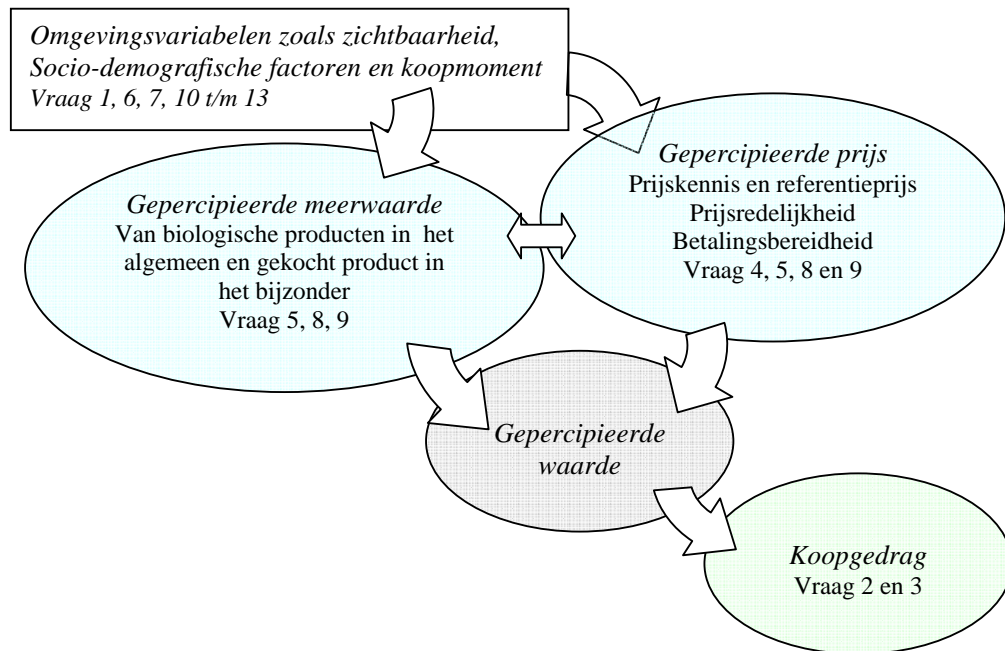 Omgevingsvariabelen zoals zichtbaarheid,
Socio-demografische factoren en koopmoment
Vraag 1, 6, 7, 10 t/m 13
Gepercipieerde meerwaarde
Van biologische producten in het
algemeen en gekocht product in
het bijzonder
Vraag 5, 8, 9
Gepercipieerde prijs
Prijskennis en referentieprijs
Prijsredelijkheid
Betalingsbereidheid
Vraag 4, 5, 8 en 9
Gepercipieerde
waarde
Koopgedrag
Vraag 2 en 3